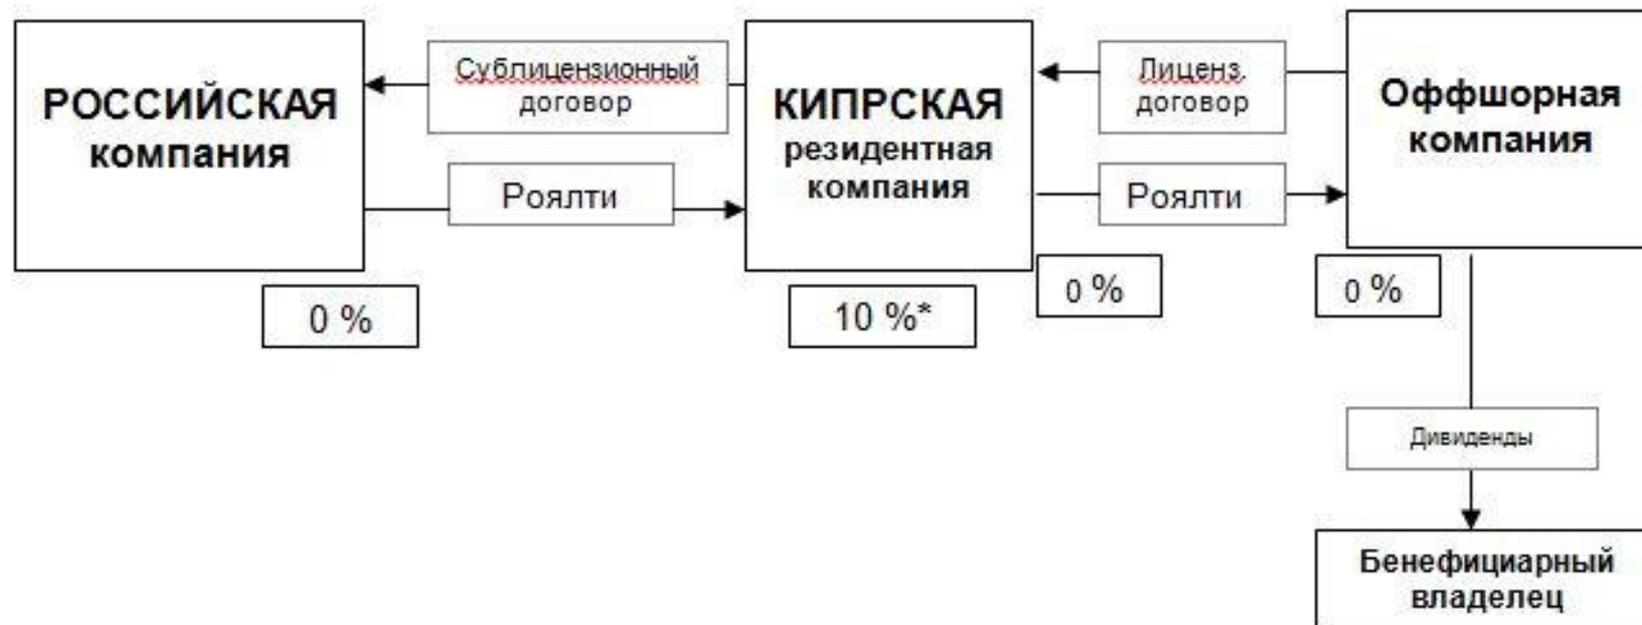 РОССИЙСКАЯ
компания
Сублицензионный
договор
Роялти
0 %
КИПРСКАЯ
резидентная
компания
10 %*
Лиценз.
договор
Роялти
0 %
Оффшорная
компания
0 %
Дивиденды
Бенефициарный
владелец